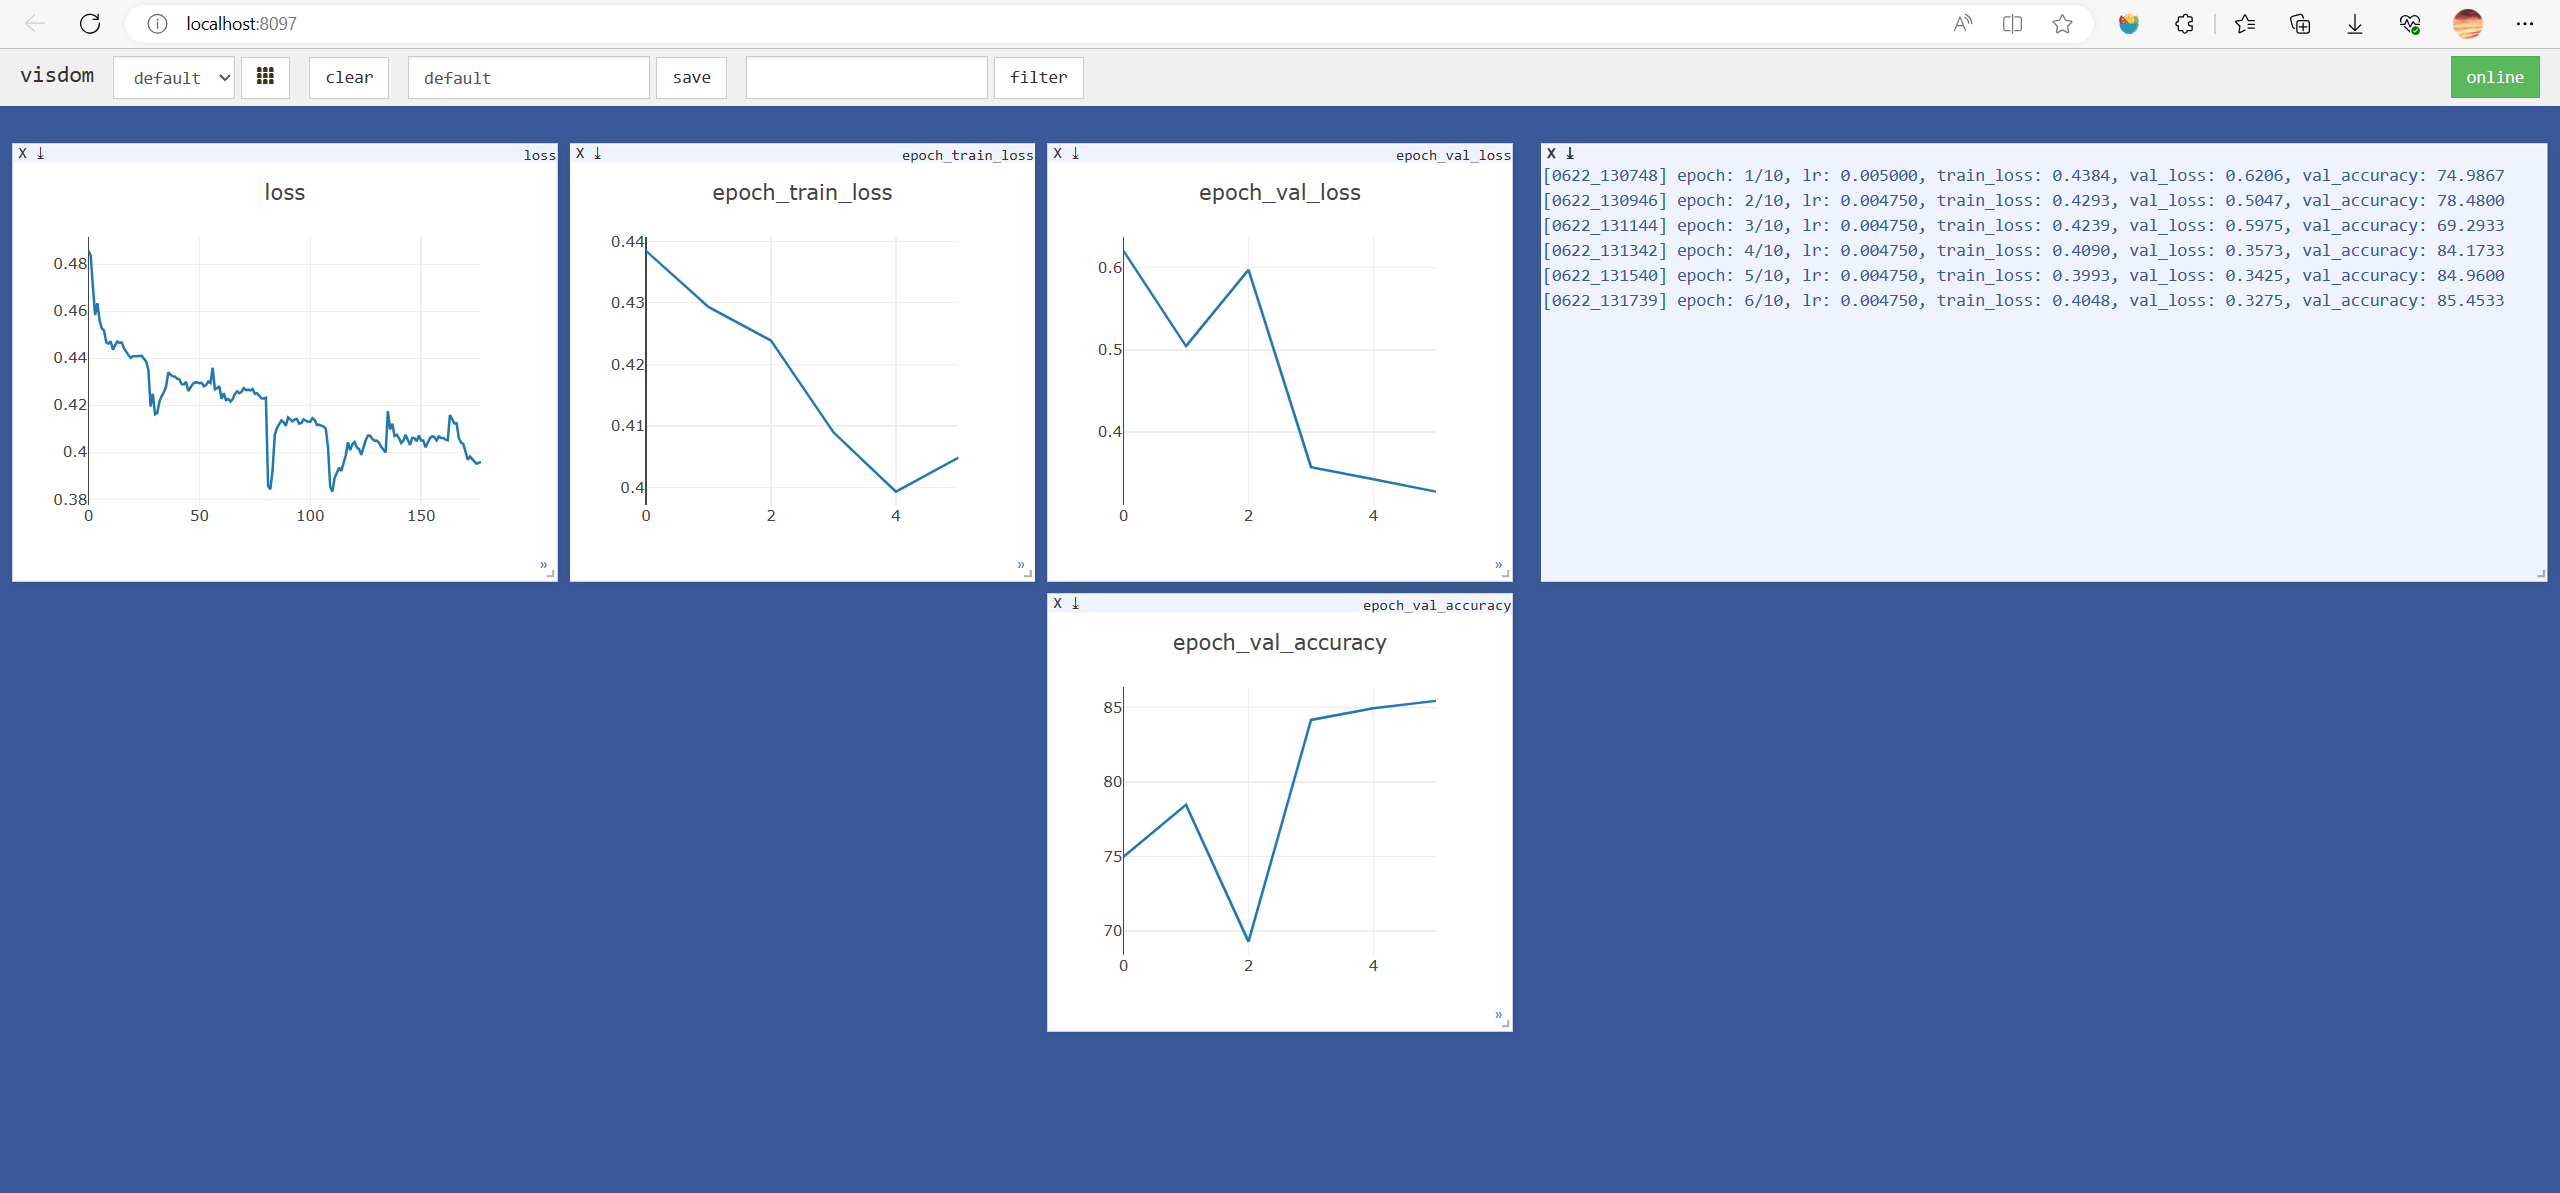 localhost:8097
visdom default clear default save filter online
X loss
loss
0.48
0.46
0.44
0.42
0.4
0.38
0 50 100 150
»
X epoch_train_loss
epoch_train_loss
0.44
0.43
0.42
0.41
0.4
0 2 4
»
X epoch_val_loss
epoch_val_loss
0.6
0.5
0.4
0 2 4
»
X
[0622_130748] epoch: 1/10, lr: 0.005000, train_loss: 0.4384, val_loss: 0.6206, val_accuracy: 74.9867
[0622_130946] epoch: 2/10, lr: 0.004750, train_loss: 0.4293, val_loss: 0.5047, val_accuracy: 78.4800
[0622_131144] epoch: 3/10, lr: 0.004750, train_loss: 0.4239, val_loss: 0.5975, val_accuracy: 69.2933
[0622_131342] epoch: 4/10, lr: 0.004750, train_loss: 0.4090, val_loss: 0.3573, val_accuracy: 84.1733
[0622_131540] epoch: 5/10, lr: 0.004750, train_loss: 0.3993, val_loss: 0.3425, val_accuracy: 84.9600
[0622_131739] epoch: 6/10, lr: 0.004750, train_loss: 0.4048, val_loss: 0.3275, val_accuracy: 85.4533
X epoch_val_accuracy
epoch_val_accuracy
85
80
75
70
0 2 4
»